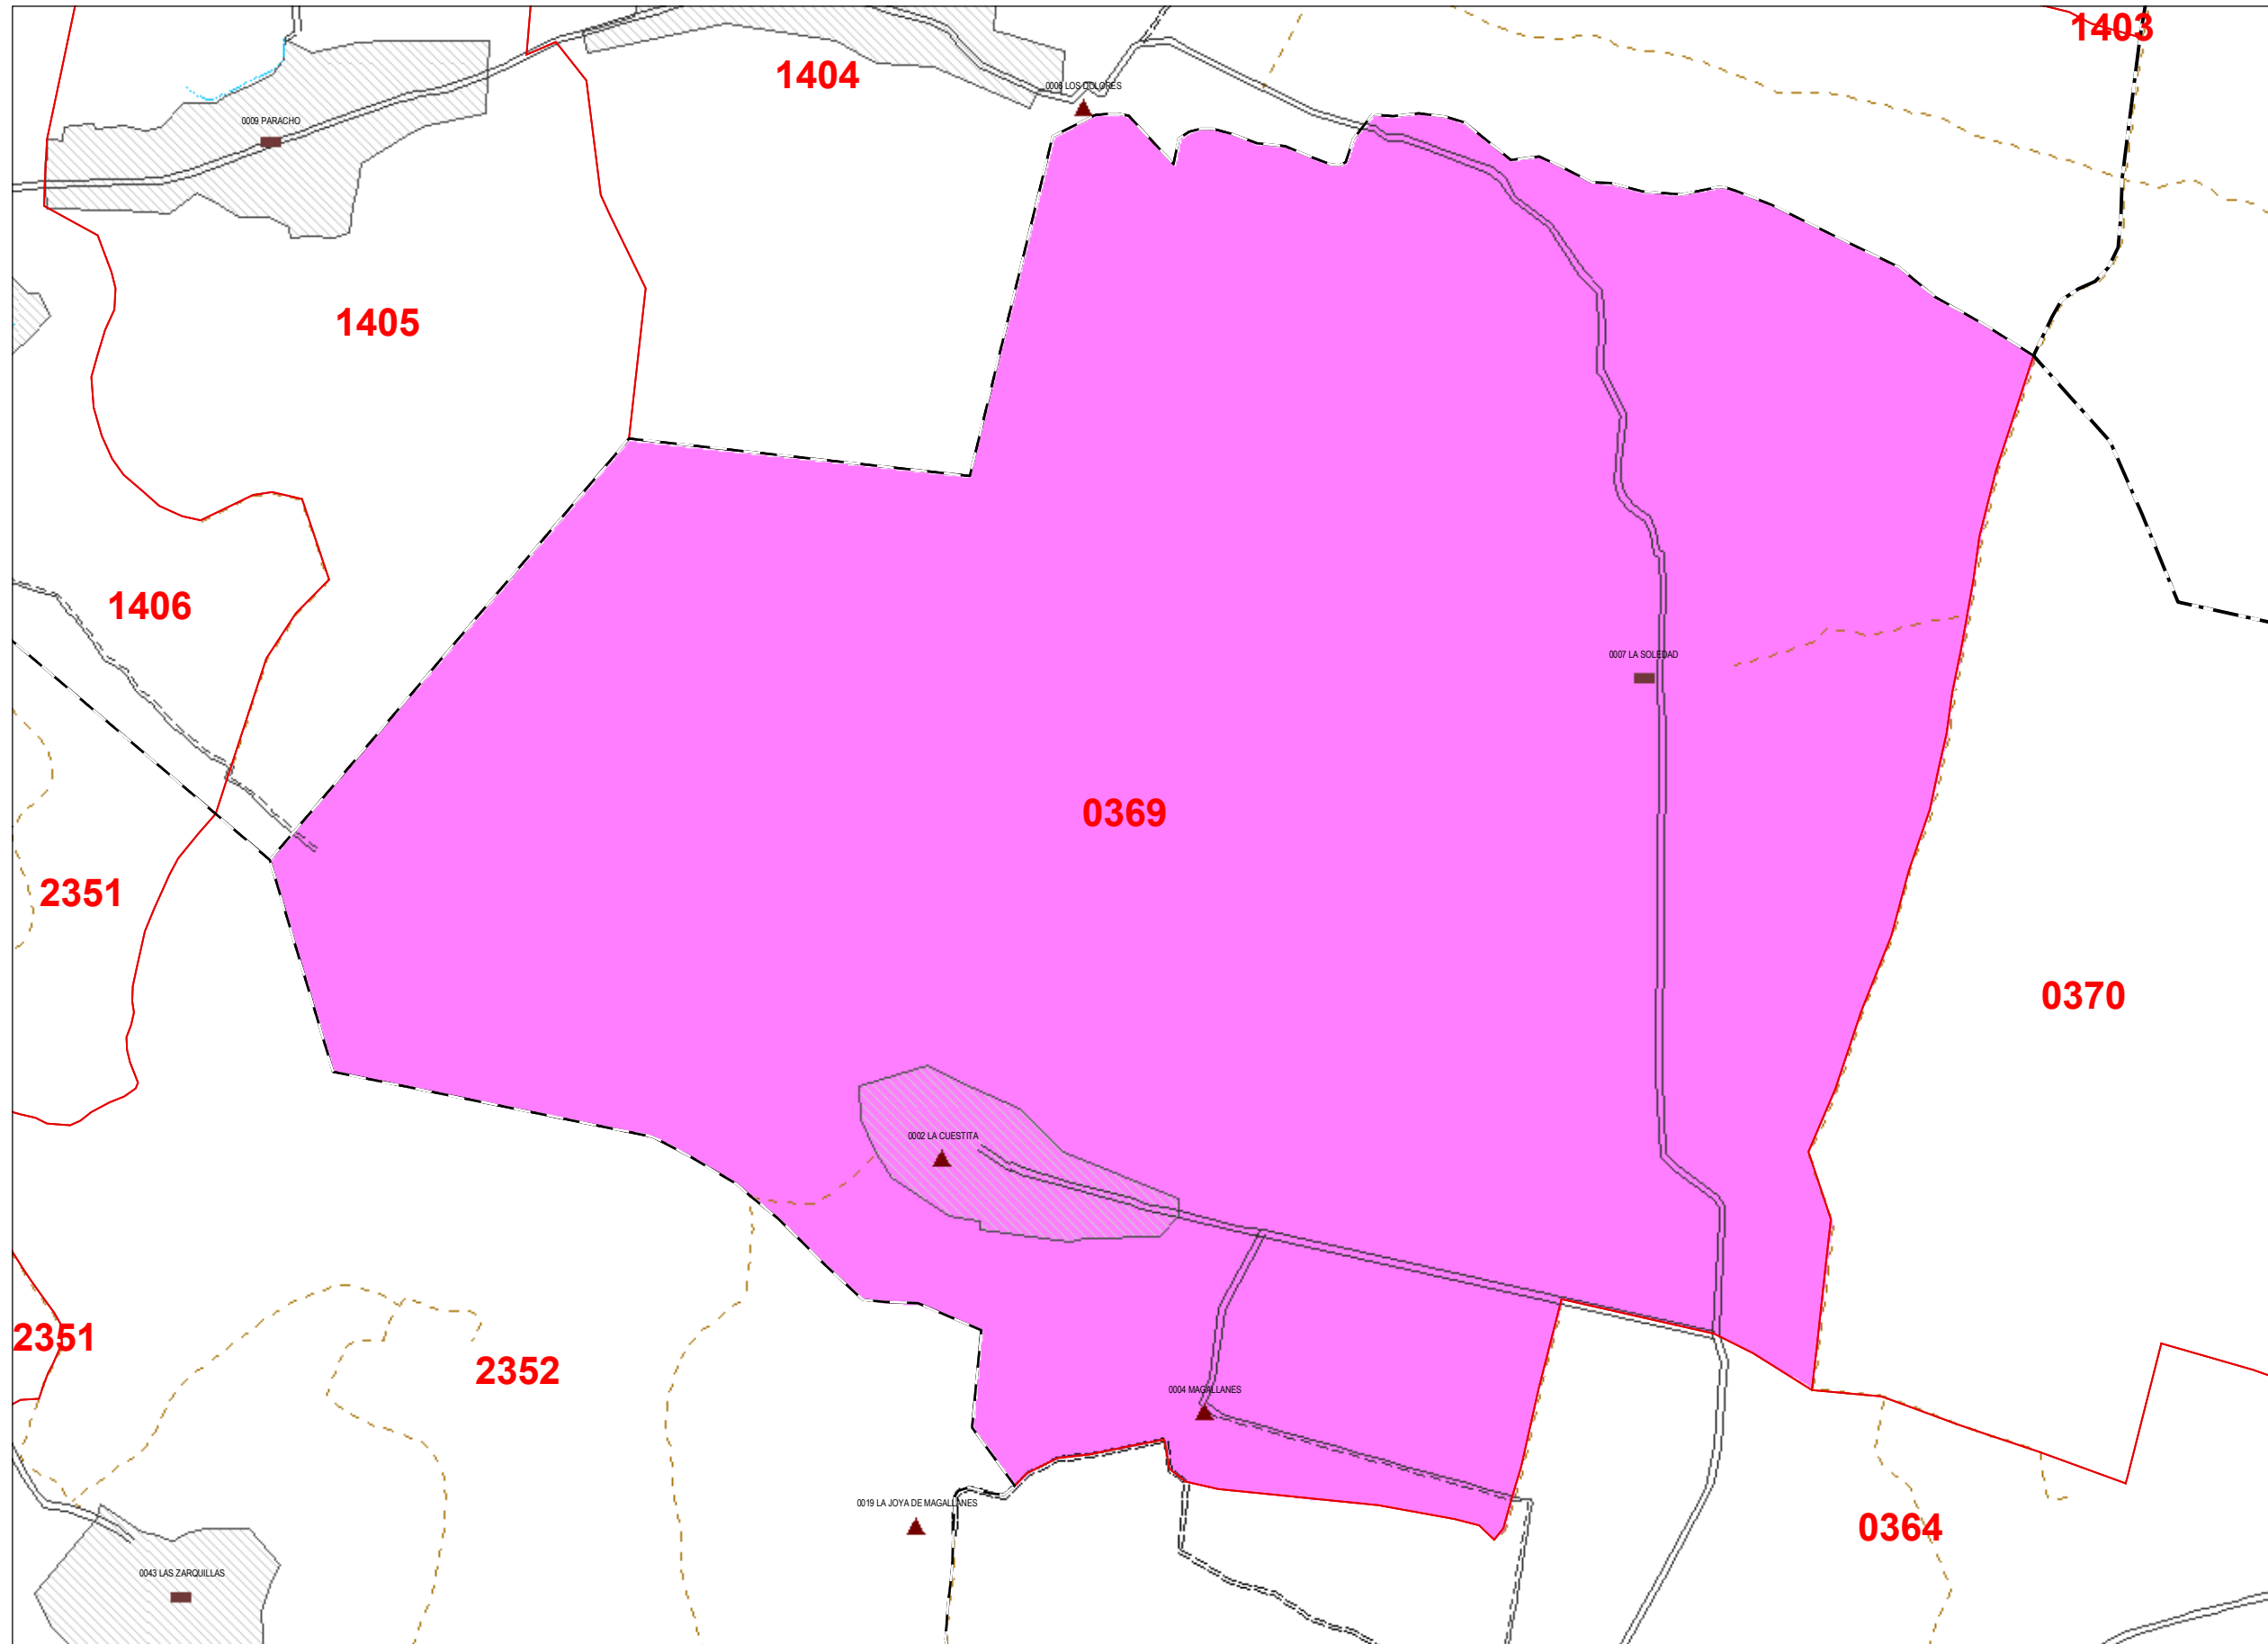 1403
1404
0006 LOS DOLORES
0009 PARACHO
1405
1406
0007 LA SOLEDAD
0369
2351
0370
0002 LA CUESTITA
2351
2352
0004 MAGALLANES
0019 LA JOYA DE MAGALLANES
0364
0043 LAS ZARQUILLAS